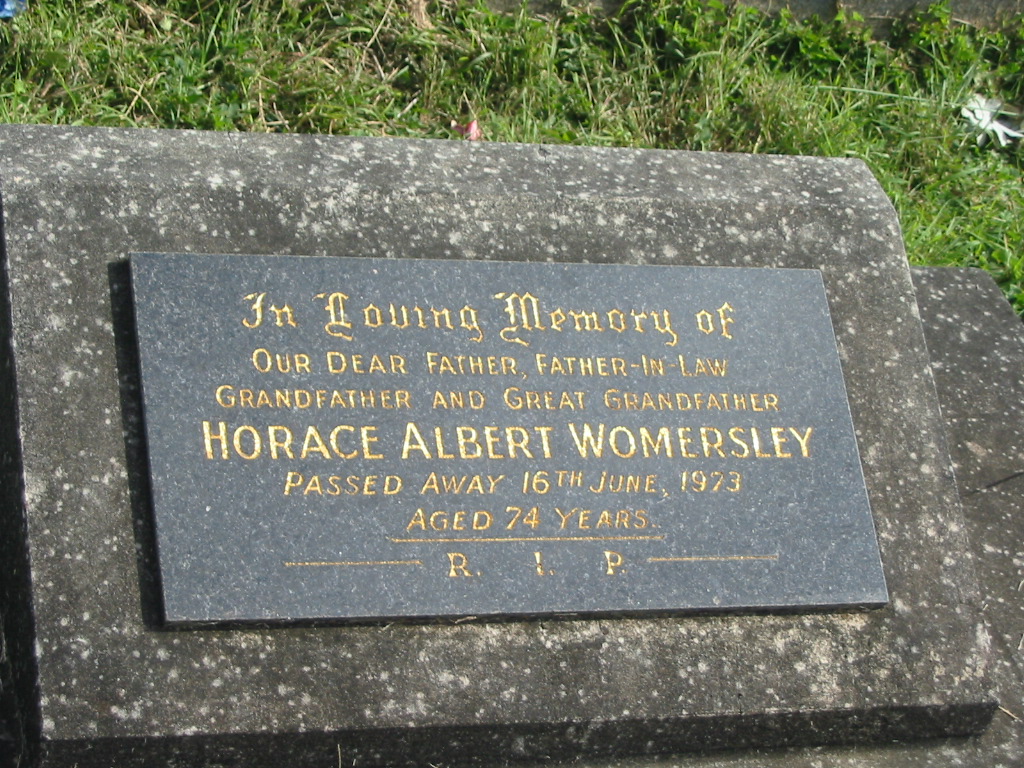 In Loving Memory of
OUR DEAR FATHER, FATHER-IN-LAW
GRANDFATHER AND GREAT GRANDFATHER
HORACE ALBERT WOMERSLEY
PASSED AWAY 16TH JUNE, 1973
AGED 74 YEARS.
R. I. P.